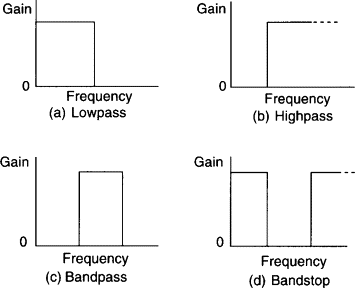 Gain
0
Frequency
(a) Lowpass
Gain
0
Frequency
(b) Highpass
Gain
0
Frequency
(c) Bandpass
Gain
0
Frequency
(d) Bandstop